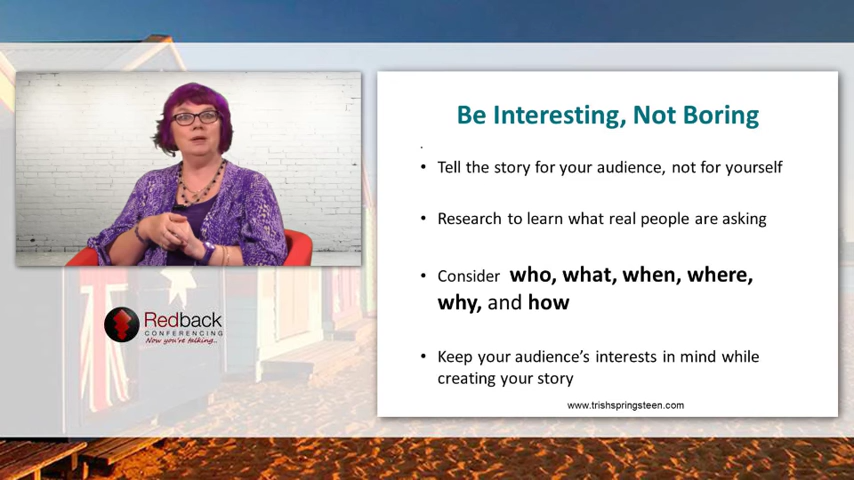 Be Interesting, Not Boring
.
• Tell the story for your audience, not for yourself
• Research to learn what real people are asking
• Consider who, what, when, where,
why, and how
• Keep your audience's interests in mind while
creating your story
www.trishspringsteen.com
Redback
CONFERENCING
Now you're talking..